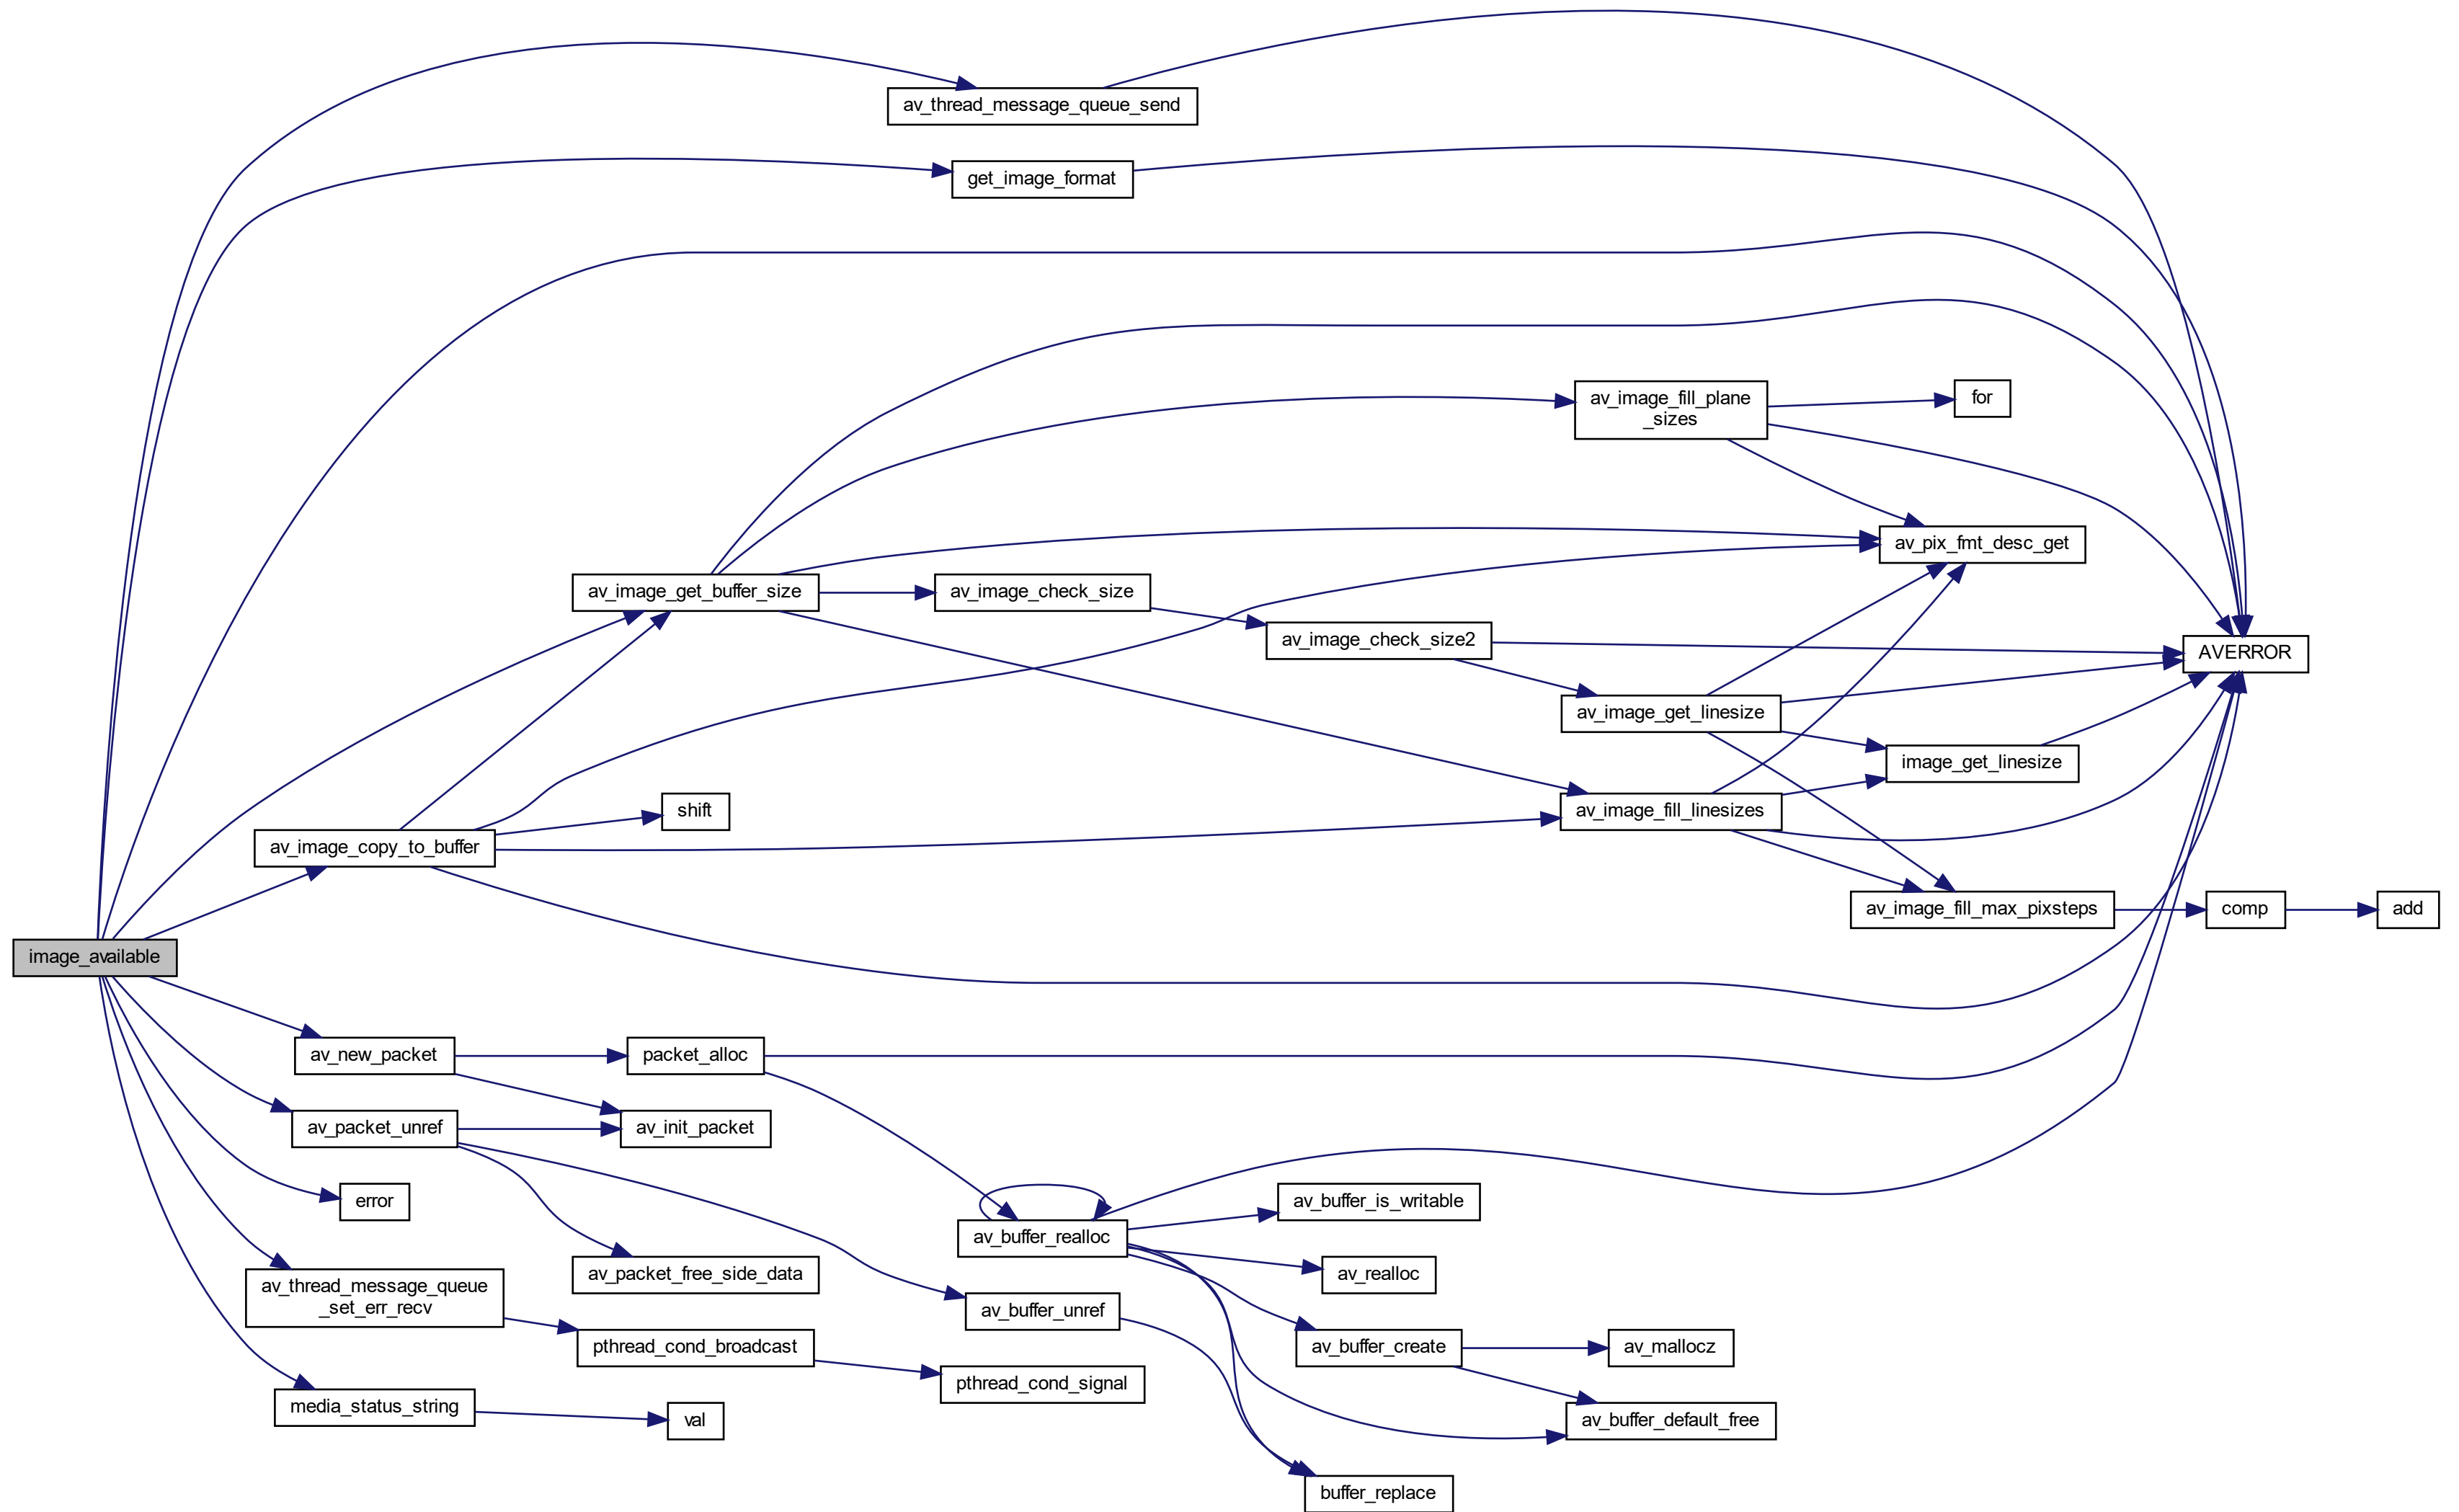 av_thread_message_queue_send
get_image_format
av_image_fill_plane
_sizes
for
av_pix_fmt_desc_get
av_image_get_buffer_size
av_image_check_size
av_image_check_size2
AVERROR
av_image_get_linesize
image_get_linesize
shift
av_image_fill_linesizes
av_image_copy_to_buffer
av_image_fill_max_pixsteps
comp
add
image_available
av_new_packet
packet_alloc
av_packet_unref
av_init_packet
error
av_buffer_is_writable
av_buffer_realloc
av_packet_free_side_data
av_realloc
av_thread_message_queue
_set_err_recv
av_buffer_unref
pthread_cond_broadcast
av_buffer_create
av_mallocz
pthread_cond_signal
media_status_string
val
av_buffer_default_free
buffer_replace